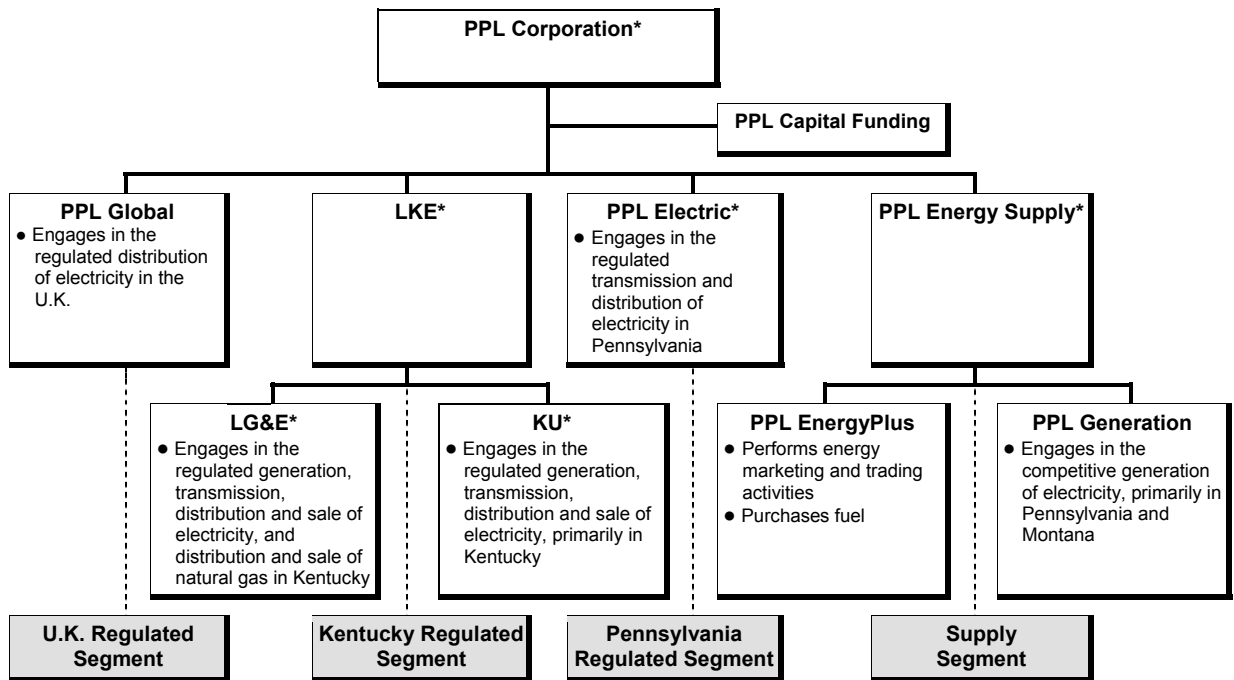 PPL Corporation*
PPL Capital Funding
PPL Global
● Engages in the
regulated distribution
of electricity in the
U.K.
LKE*
PPL Electric*
● Engages in the
regulated
transmission and
distribution of
electricity in
Pennsylvania
PPL Energy Supply*
LG&E*
● Engages in the
regulated generation,
transmission,
distribution and sale of
electricity, and
distribution and sale of
natural gas in Kentucky
KU*
● Engages in the
regulated generation,
transmission,
distribution and sale of
electricity, primarily in
Kentucky
PPL EnergyPlus
● Performs energy
marketing and trading
activities
● Purchases fuel
PPL Generation
● Engages in the
competitive generation
of electricity, primarily in
Pennsylvania and
Montana
U.K. Regulated
Segment
Kentucky Regulated
Segment
Pennsylvania
Regulated Segment
Supply
Segment